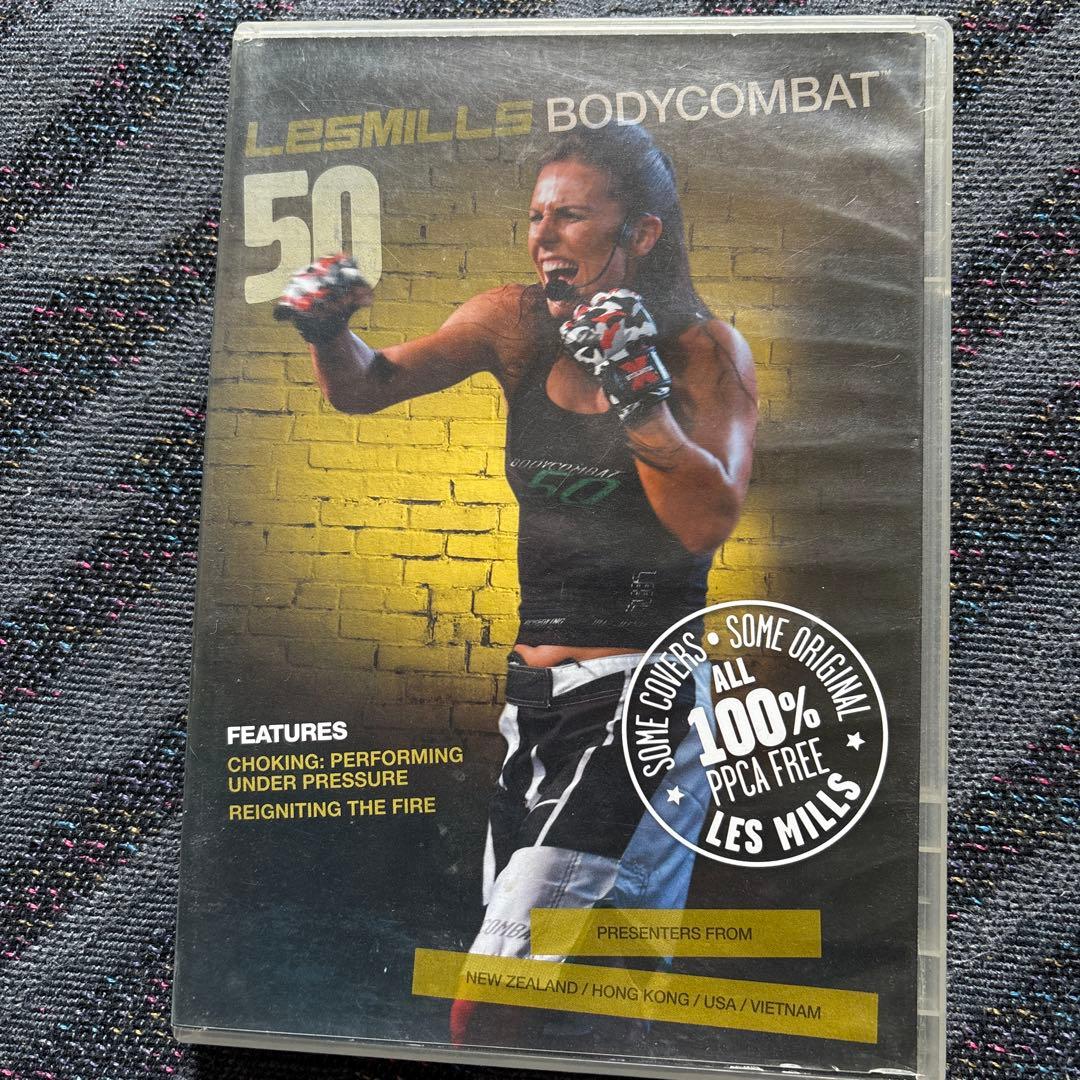 LESMILLS BODYCOMBAT™
50
BODYCOMBAT
50
FEATURES
CHOKING: PERFORMING
UNDER PRESSURE
REIGNITING THE FIRE
SOME COVERS • SOME ORIGINAL
ALL
100%
PPCA FREE
LES MILLS
PRESENTERS FROM
NEW ZEALAND / HONG KONG / USA / VIETNAM